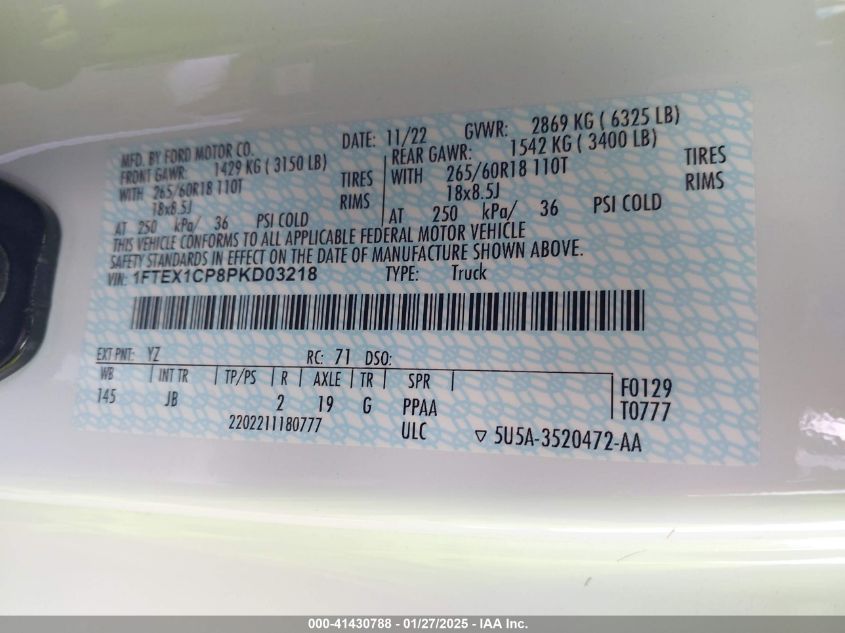 MFD. BY FORD MOTOR CO. DATE: 11/22 GVWR: 2869 KG ( 6325 LB)
FRONT GAWR: 1429 KG ( 3150 LB) REAR GAWR: 1542 KG ( 3400 LB)
WITH 265/60R18 110T TIRES WITH 265/60R18 110T TIRES
18x8.5J RIMS 18x8.5J RIMS
AT 250 kPa/ 36 PSI COLD AT 250 kPa/ 36 PSI COLD
THIS VEHICLE CONFORMS TO ALL APPLICABLE FEDERAL MOTOR VEHICLE
SAFETY STANDARDS IN EFFECT ON THE DATE OF MANUFACTURE SHOWN ABOVE.
VIN: 1FTEX1CP8PKD03218 TYPE: Truck
EXT PNT: YZ RC: 71 DSO:
WB INT TR TP/PS R AXLE TR SPR F0129
145 JB 2 19 G PPAA T0777
2202211180777 ULC ▽ 5U5A-3520472-AA
000-41430788 - 01/27/2025 - IAA Inc.